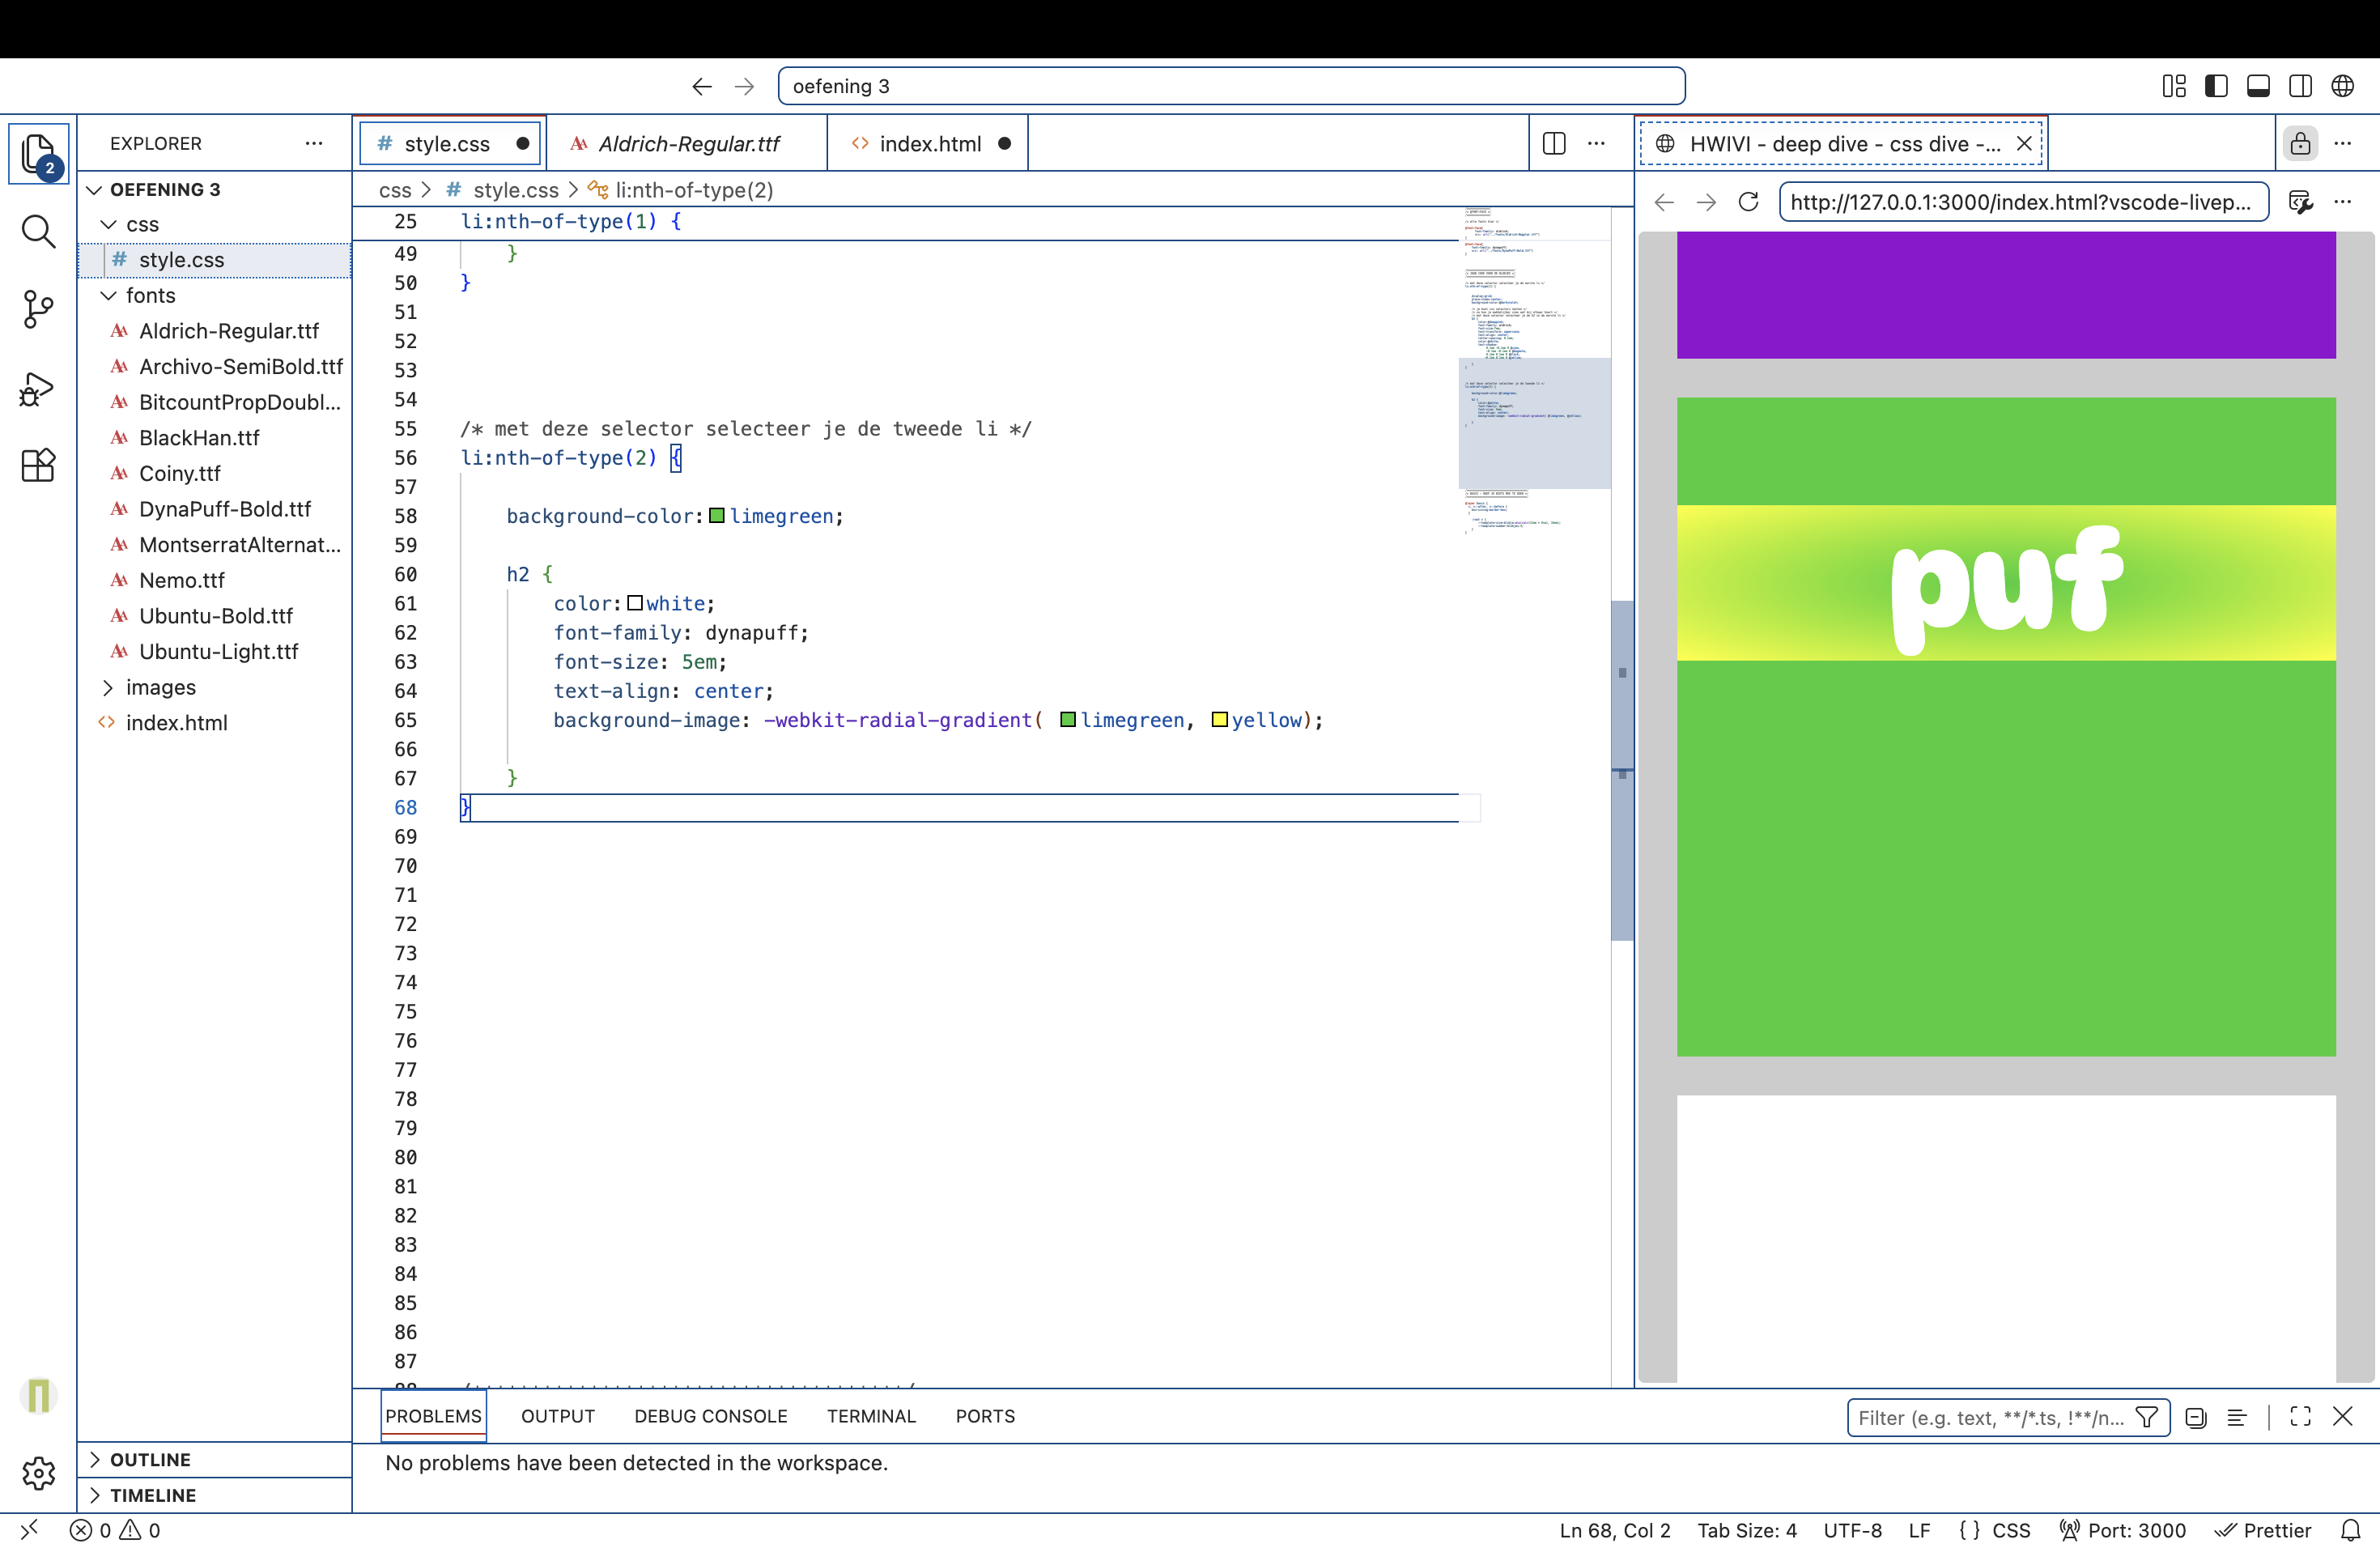 oefening 3
EXPLORER
2
OEFENING 3
css
# style.css
fonts
Aldrich-Regular.ttf
Archivo-SemiBold.ttf
BitcountPropDoubl...
BlackHan.ttf
Coiny.ttf
DynaPuff-Bold.ttf
MontserratAlternat...
Nemo.ttf
Ubuntu-Bold.ttf
Ubuntu-Light.ttf
images
<> index.html
OUTLINE
TIMELINE
# style.css
Aldrich-Regular.ttf
<> index.html
css > # style.css > li:nth-of-type(2)
25 li:nth-of-type(1) {
49 }
50 }
51
52
53
54
55 /* met deze selector selecteer je de tweede li */
56 li:nth-of-type(2) {
57
58 background-color: limegreen;
59
60 h2 {
61 color: white;
62 font-family: dynapuff;
63 font-size: 5em;
64 text-align: center;
65 background-image: -webkit-radial-gradient( limegreen, yellow);
66
67 }
68 }
69
70
71
72
73
74
75
76
77
78
79
80
81
82
83
84
85
86
87
HWIVI - deep dive - css dive -...
http://127.0.0.1:3000/index.html?vscode-livep...
puf
PROBLEMS
OUTPUT
DEBUG CONSOLE
TERMINAL
PORTS
Filter (e.g. text, **/*.ts, !**/n...
No problems have been detected in the workspace.
0 0
Ln 68, Col 2
Tab Size: 4
UTF-8
LF
{ } CSS
Port: 3000
Prettier